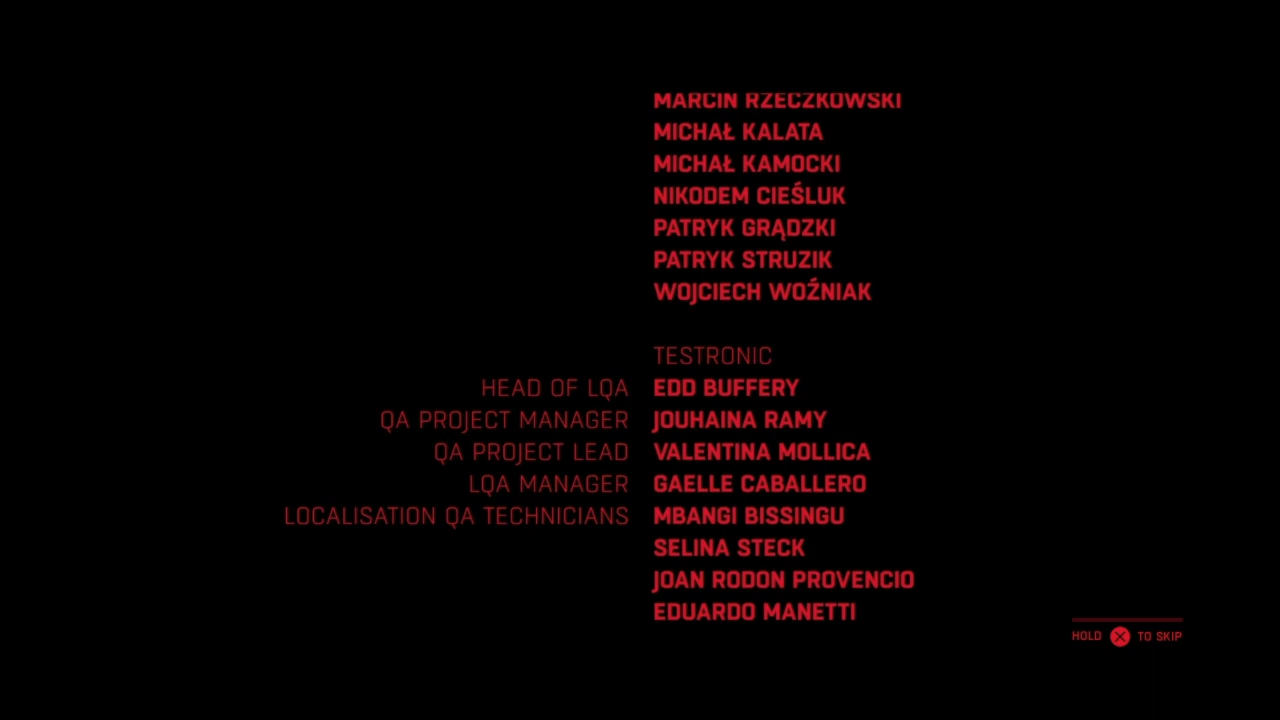 MARCIN RZECZKOWSKI
MICHAŁ KALATA
MICHAŁ KAMOCKI
NIKODEM CIEŚLUK
PATRYK GRĄDZKI
PATRYK STRUZIK
WOJCIECH WOŹNIAK
TESTRONIC
HEAD OF LQA EDD BUFFERY
QA PROJECT MANAGER JOUHAINA RAMY
QA PROJECT LEAD VALENTINA MOLLICA
LQA MANAGER GAELLE CABALLERO
LOCALISATION QA TECHNICIANS MBANGI BISSINGU
SELINA STECK
JOAN RODON PROVENCIO
EDUARDO MANETTI
HOLD TO SKIP